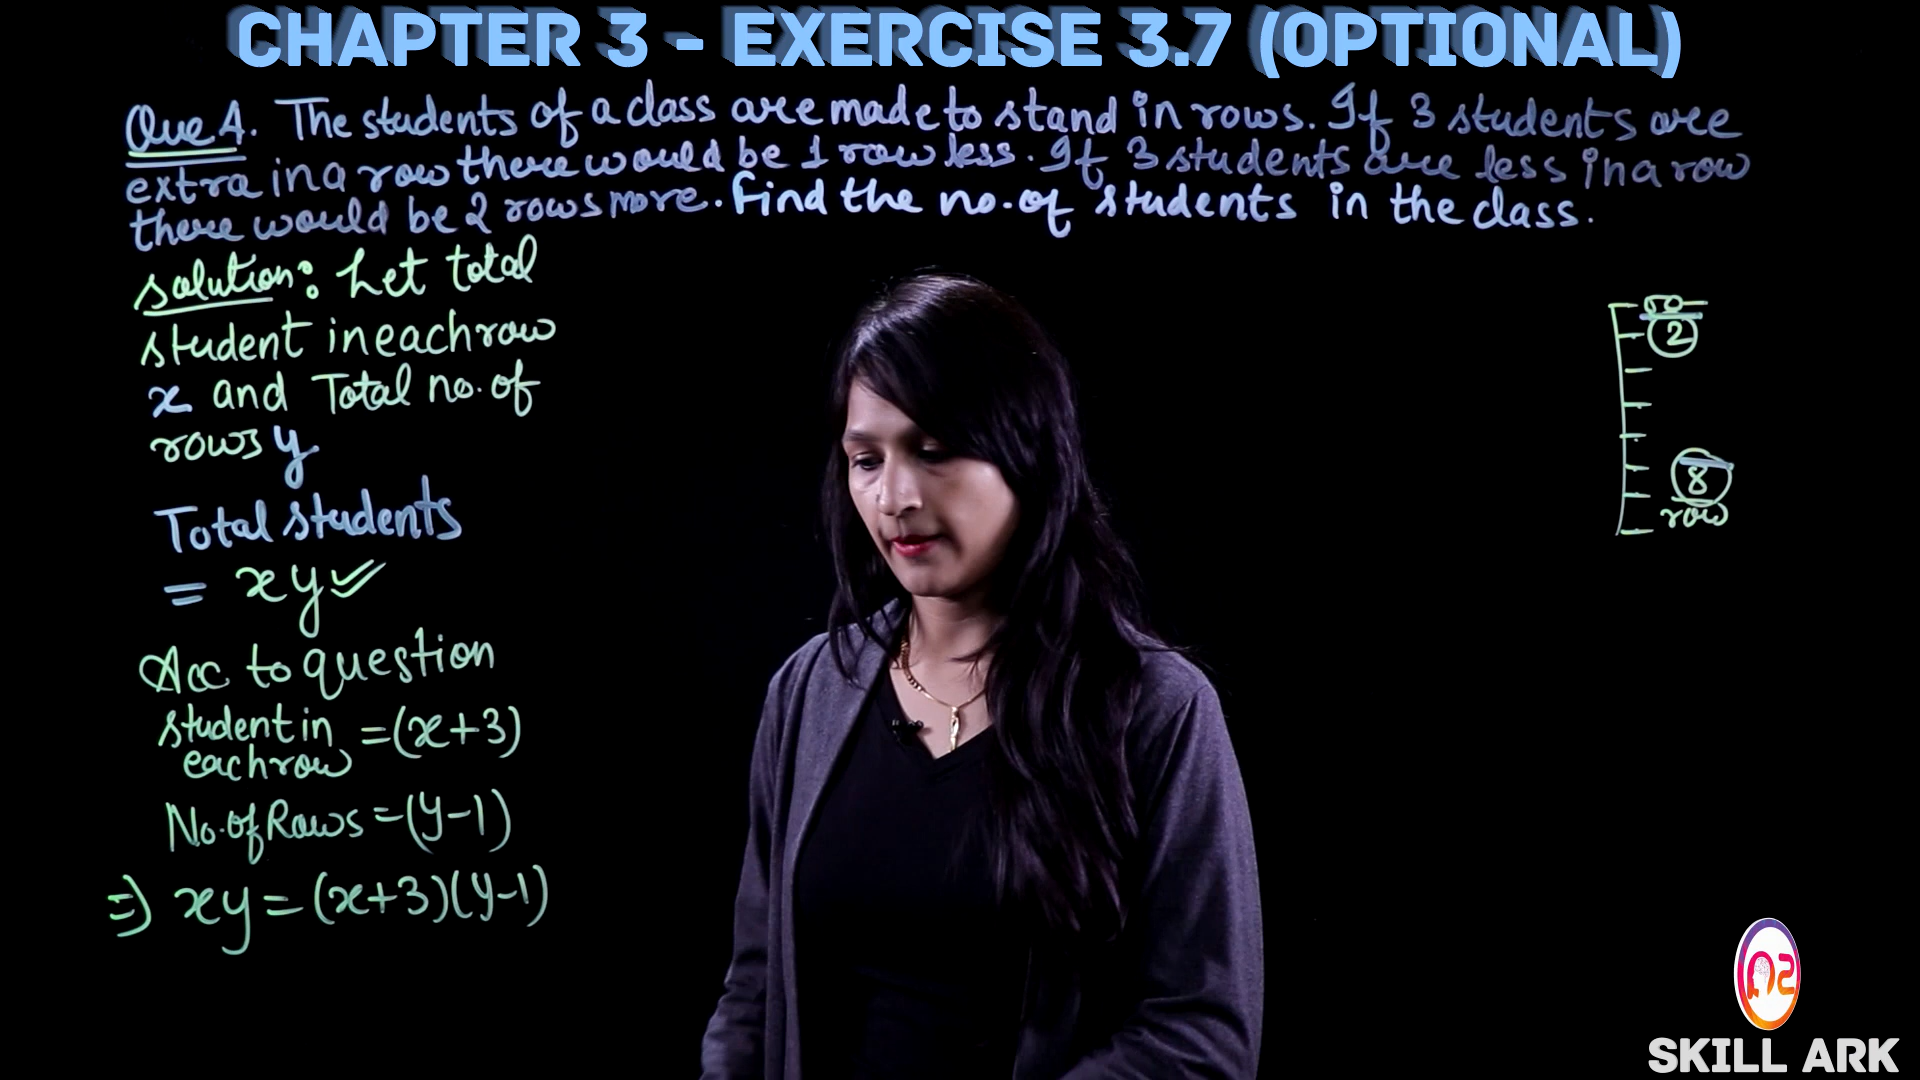 CHAPTER 3 - EXERCISE 3.7 (OPTIONAL)
Que 4. The students of a class are made to stand in rows. If 3 students are
extra in a row there would be 1 row less. If 3 students are less in a row
there would be 2 rows more. Find the no. of students in the class.
solution: Let total
student in each row
x and Total no. of
rows y
Total students
= xy ✓
Acc to question
student in
each row = (x+3)
No. of Rows = (y-1)
=> xy = (x+3)(y-1)
50
2
8
row
SKILL ARK